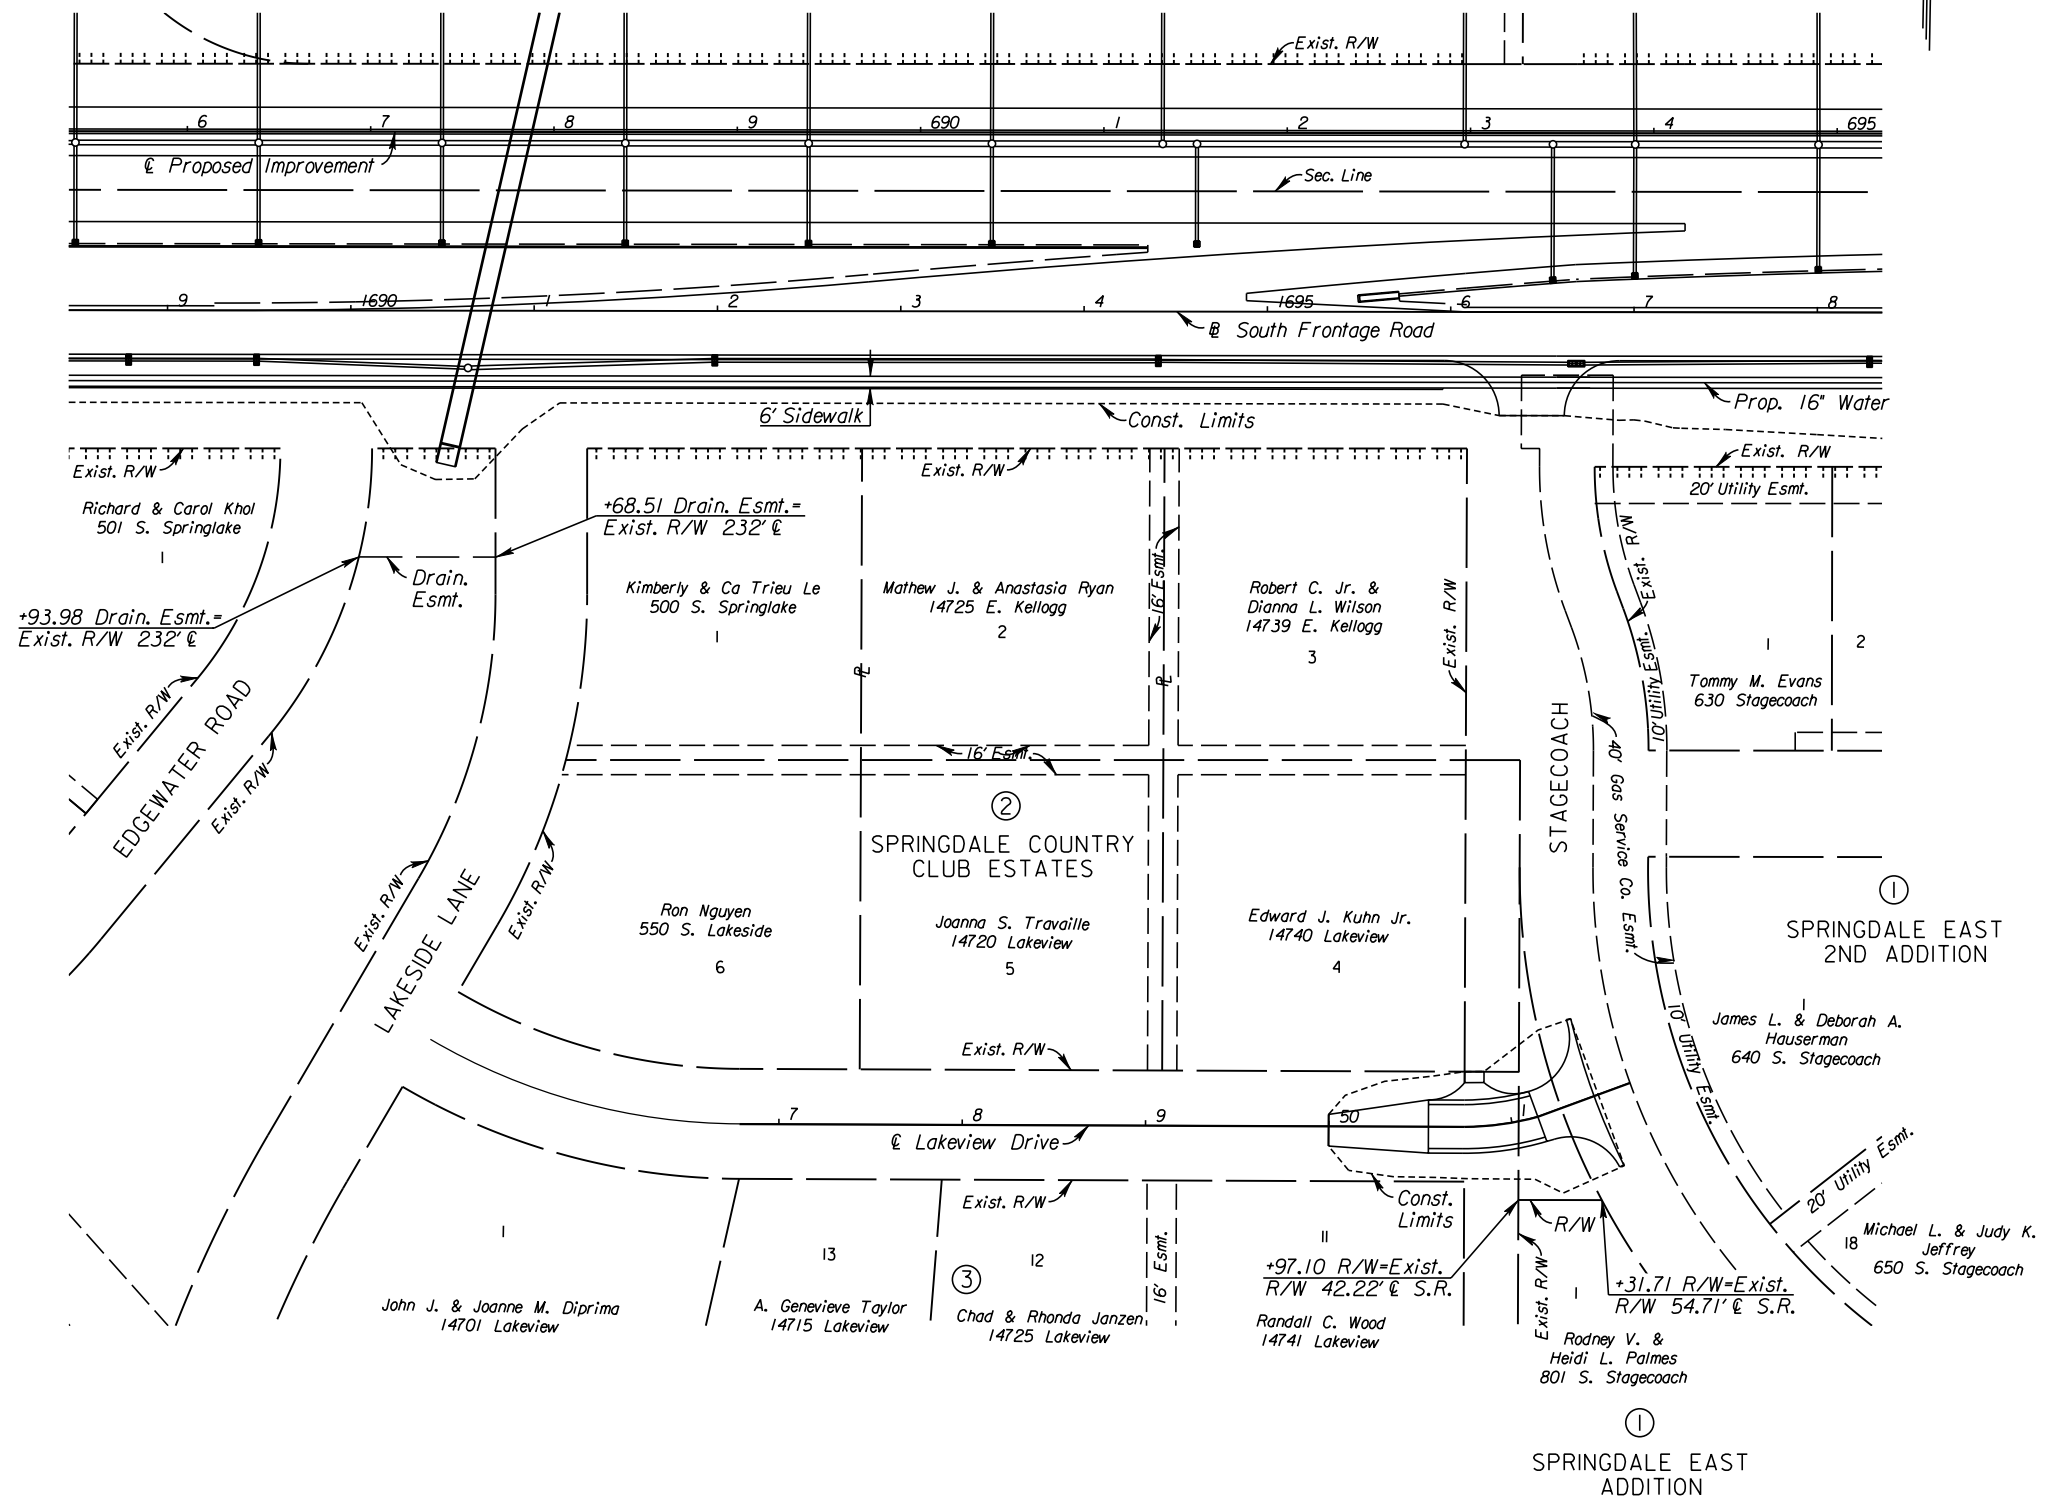 Exist. R/W
6 7 8 9 690 1 2 3 4 695
℄ Proposed Improvement
Sec. Line
9 1690 1 2 3 4 1695 6 7 8
South Frontage Road
6' Sidewalk
Const. Limits
Prop. 16" Water
Exist. R/W
Exist. R/W
Exist. R/W
20' Utility Esmt.
Richard & Carol Khol
501 S. Springlake
1
+68.51 Drain. Esmt.=
Exist. R/W 232' ℄
Drain.
Esmt.
+93.98 Drain. Esmt.=
Exist. R/W 232' ℄
Kimberly & Ca Trieu Le
500 S. Springlake
1
Mathew J. & Anastasia Ryan
14725 E. Kellogg
2
16' Esmt.
Robert C. Jr. &
Dianna L. Wilson
14739 E. Kellogg
3
Exist. R/W
Exist. R/W
10' Utility Esmt.
1
2
Tommy M. Evans
630 Stagecoach
PL
PL
Exist. R/W
EDGEWATER ROAD
Exist. R/W
16' Esmt.
STAGECOACH
40' Gas Service Co. Esmt.
2
SPRINGDALE COUNTRY
CLUB ESTATES
Exist. R/W
LAKESIDE LANE
Exist. R/W
Ron Nguyen
550 S. Lakeside
6
Joanna S. Travaille
14720 Lakeview
5
Edward J. Kuhn Jr.
14740 Lakeview
4
1
SPRINGDALE EAST
2ND ADDITION
1
James L. & Deborah A.
Hauserman
640 S. Stagecoach
10' Utility Esmt.
Exist. R/W
7 8 9 50
℄ Lakeview Drive
Exist. R/W
Const.
Limits
R/W
20' Utility Esmt.
18
Michael L. & Judy K.
Jeffrey
650 S. Stagecoach
1
13
12
11
16' Esmt.
3
+97.10 R/W=Exist.
R/W 42.22' ℄ S.R.
Exist. R/W
1
+31.71 R/W=Exist.
R/W 54.71' ℄ S.R.
John J. & Joanne M. Diprima
14701 Lakeview
A. Genevieve Taylor
14715 Lakeview
Chad & Rhonda Janzen
14725 Lakeview
Randall C. Wood
14741 Lakeview
Rodney V. &
Heidi L. Palmes
801 S. Stagecoach
1
SPRINGDALE EAST
ADDITION